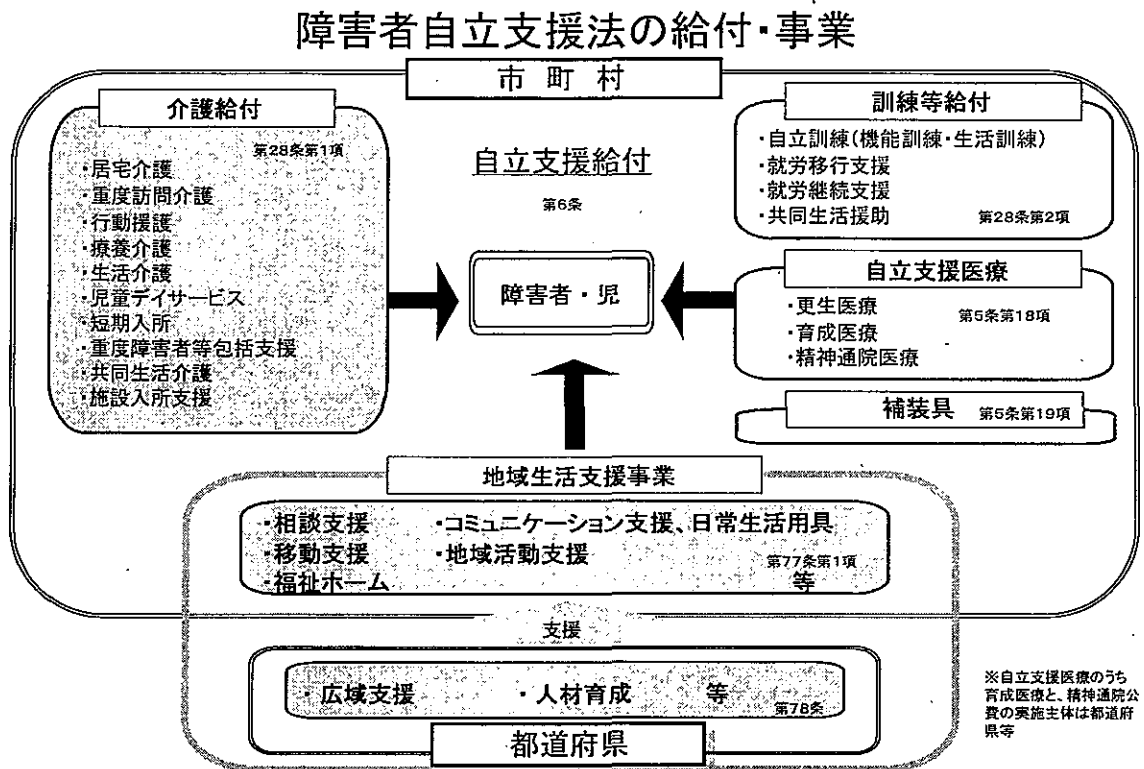 障害者自立支援法の給付・事業
市町村
介護給付
第28条第1項
・居宅介護
・重度訪問介護
・行動援護
・療養介護
・生活介護
・児童デイサービス
・短期入所
・重度障害者等包括支援
・共同生活介護
・施設入所支援
自立支援給付
第6条
障害者・児
訓練等給付
・自立訓練(機能訓練・生活訓練)
・就労移行支援
・就労継続支援
・共同生活援助 第28条第2項
自立支援医療
・更生医療 第5条第18項
・育成医療
・精神通院医療
補装具 第5条第19項
地域生活支援事業
・相談支援 ・コミュニケーション支援、日常生活用具
・移動支援 ・地域活動支援 第77条第1項
・福祉ホーム 等
支援
・広域支援 ・人材育成 等 第78条
都道府県
※自立支援医療のうち
育成医療と、精神通院公
費の実施主体は都道府
県等